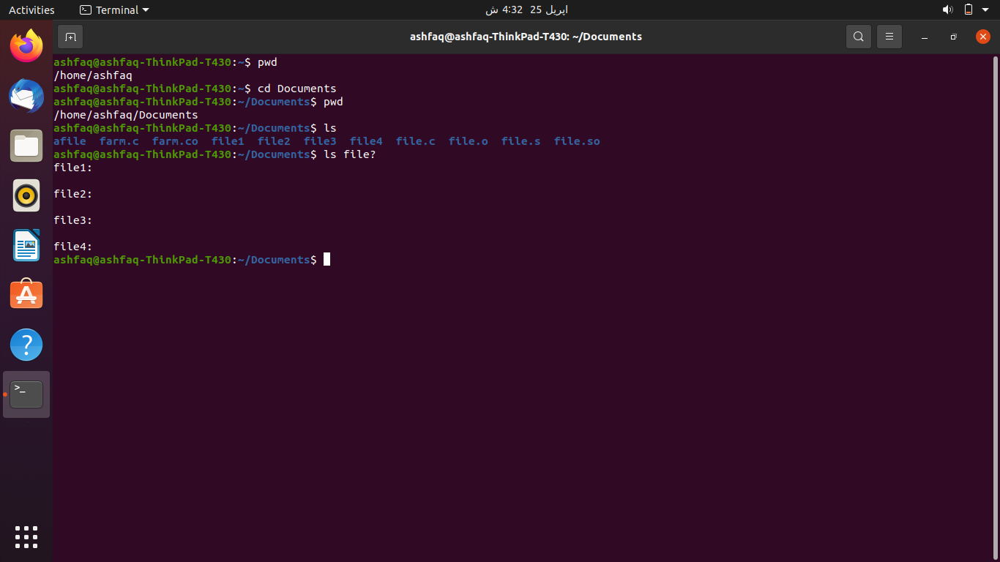 Activities Terminal اپریل 25 4:32 ش
ashfaq@ashfaq-ThinkPad-T430: ~/Documents
ashfaq@ashfaq-ThinkPad-T430:~$ pwd
/home/ashfaq
ashfaq@ashfaq-ThinkPad-T430:~$ cd Documents
ashfaq@ashfaq-ThinkPad-T430:~/Documents$ pwd
/home/ashfaq/Documents
ashfaq@ashfaq-ThinkPad-T430:~/Documents$ ls
afile farm.c farm.co file1 file2 file3 file4 file.c file.o file.s file.so
ashfaq@ashfaq-ThinkPad-T430:~/Documents$ ls file?
file1:
file2:
file3:
file4:
ashfaq@ashfaq-ThinkPad-T430:~/Documents$